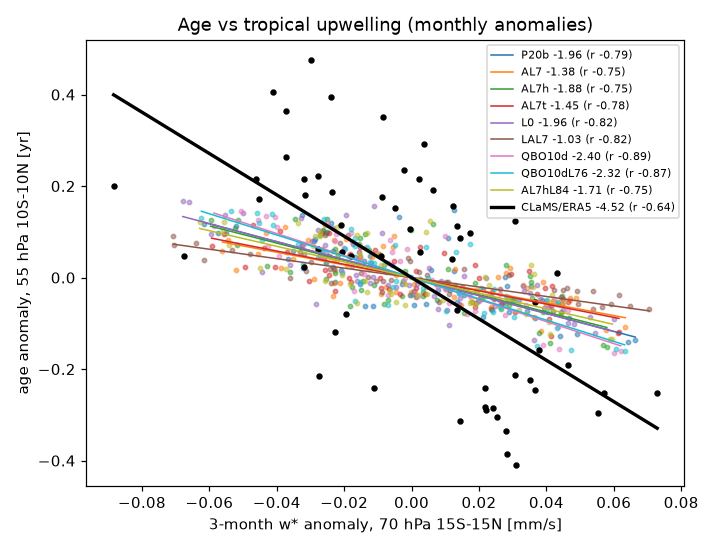 Age vs tropical upwelling (monthly anomalies)
P20b -1.96 (r -0.79)
AL7 -1.38 (r -0.75)
AL7h -1.88 (r -0.75)
AL7t -1.45 (r -0.78)
L0 -1.96 (r -0.82)
LAL7 -1.03 (r -0.82)
QBO10d -2.40 (r -0.89)
QBO10dL76 -2.32 (r -0.87)
AL7hL84 -1.71 (r -0.75)
CLaMS/ERA5 -4.52 (r -0.64)
age anomaly, 55 hPa 10S-10N [yr]
0.4
0.2
0.0
−0.2
−0.4
−0.08 −0.06 −0.04 −0.02 0.00 0.02 0.04 0.06 0.08
3-month w* anomaly, 70 hPa 15S-15N [mm/s]